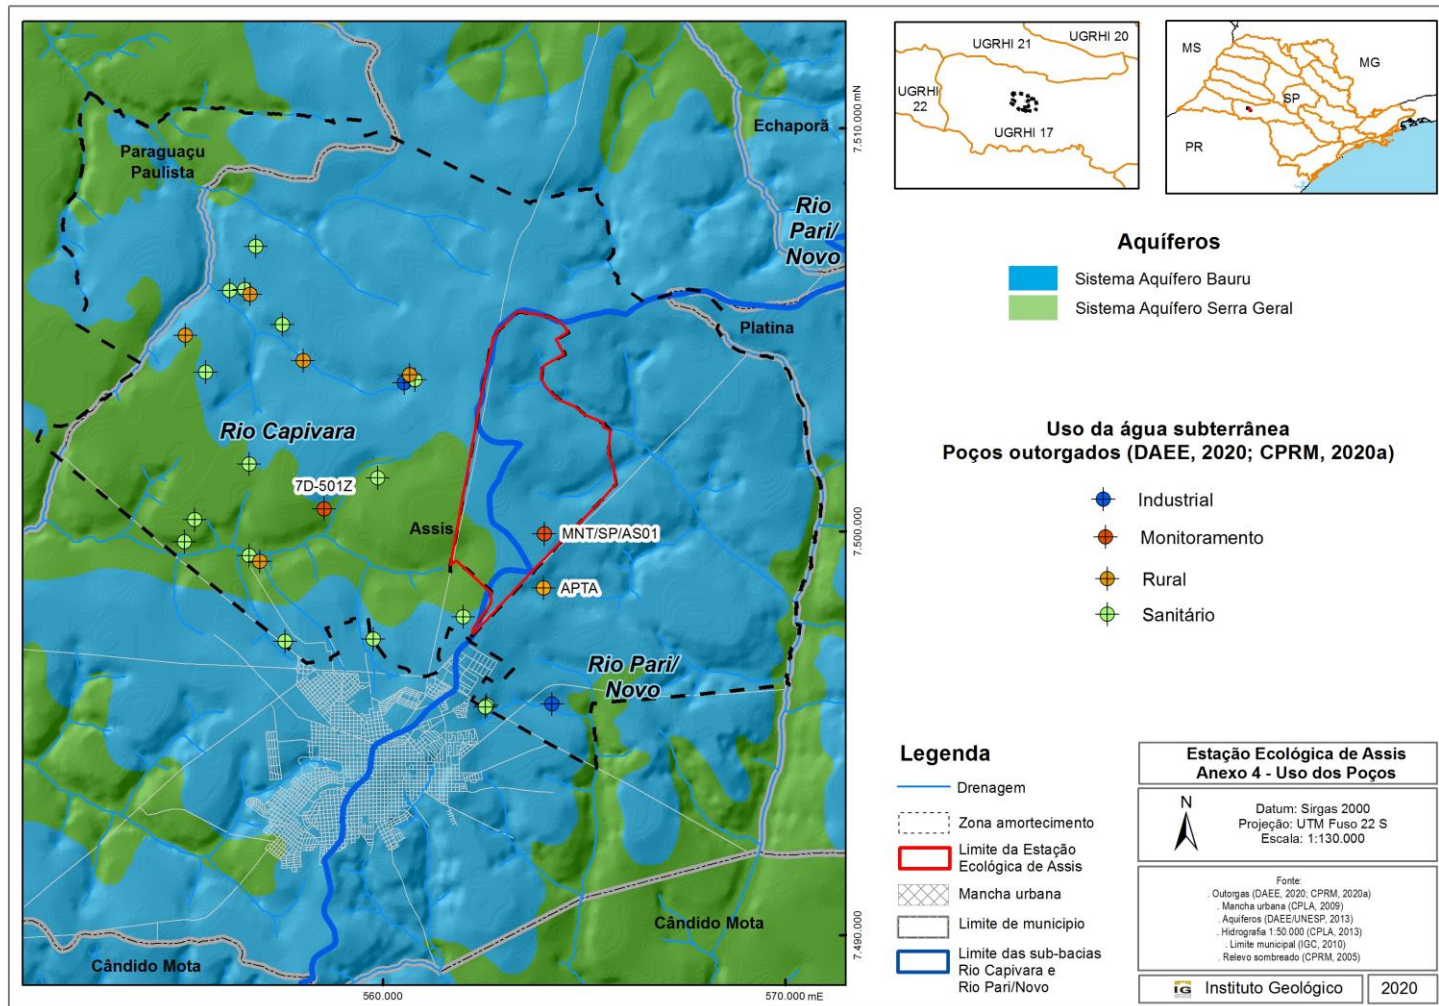 Paraguaçu
Paulista
Echaporã
Rio
Pari/
Novo
Platina
Rio Capivara
7D-501Z
Assis
MNT/SP/AS01
APTA
Rio Pari/
Novo
Cândido Mota
Cândido Mota
7.510.000 mN
7.500.000
7.490.000
560.000
570.000 mE
UGRHI 21
UGRHI 20
UGRHI
22
UGRHI 17
MS
MG
SP
PR
Aquíferos
Sistema Aquífero Bauru
Sistema Aquífero Serra Geral
Uso da água subterrânea
Poços outorgados (DAEE, 2020; CPRM, 2020a)
Industrial
Monitoramento
Rural
Sanitário
Legenda
Drenagem
Zona amortecimento
Limite da Estação
Ecológica de Assis
Mancha urbana
Limite de municipio
Limite das sub-bacias
Rio Capivara e
Rio Pari/Novo
Estação Ecológica de Assis
Anexo 4 - Uso dos Poços
N
Datum: Sirgas 2000
Projeção: UTM Fuso 22 S
Escala: 1:130.000
Fonte:
. Outorgas (DAEE, 2020; CPRM, 2020a)
. Mancha urbana (CPLA, 2009)
. Aquiferos (DAEE/UNESP, 2013)
. Hidrografia 1:50.000 (CPLA, 2013)
. Limite municipal (IGC, 2010)
. Relevo sombreado (CPRM, 2005)
IG Instituto Geológico
2020